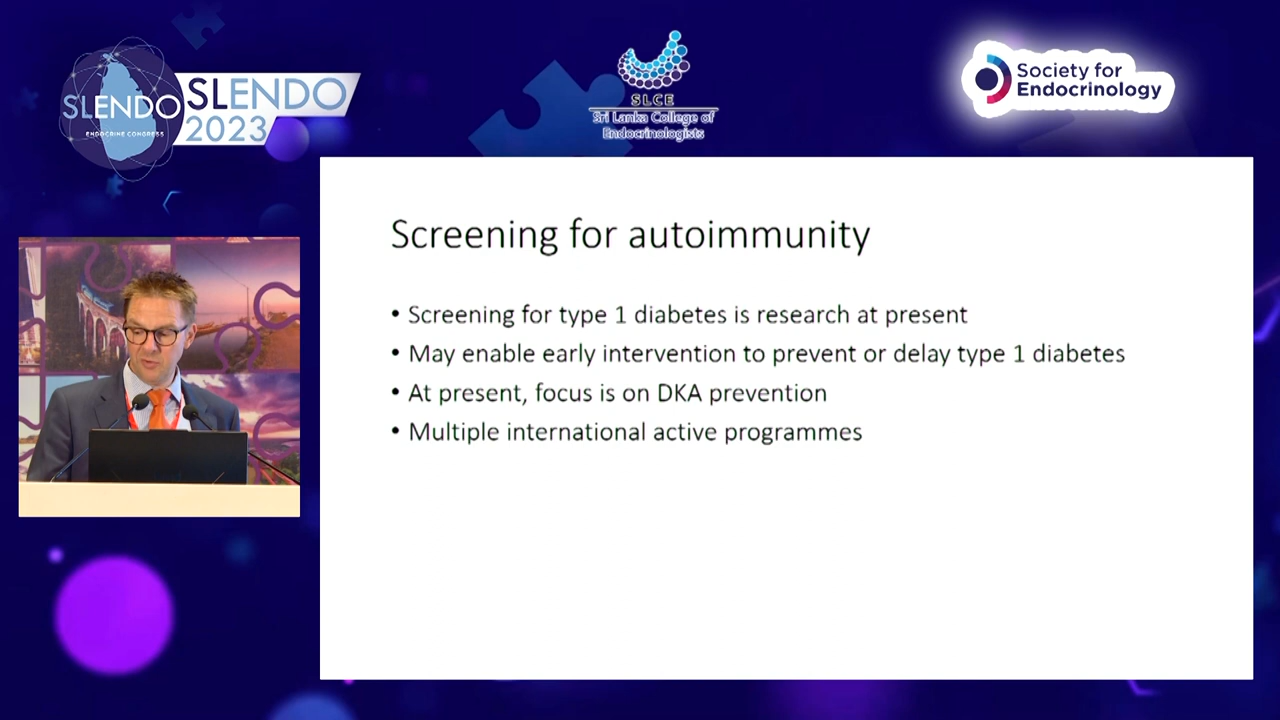 SLENDO
ENDOCRINE CONGRESS
SLENDO
2023
SLCE
Sri Lanka College of
Endocrinologists
Society for
Endocrinology
Screening for autoimmunity
• Screening for type 1 diabetes is research at present
• May enable early intervention to prevent or delay type 1 diabetes
• At present, focus is on DKA prevention
• Multiple international active programmes